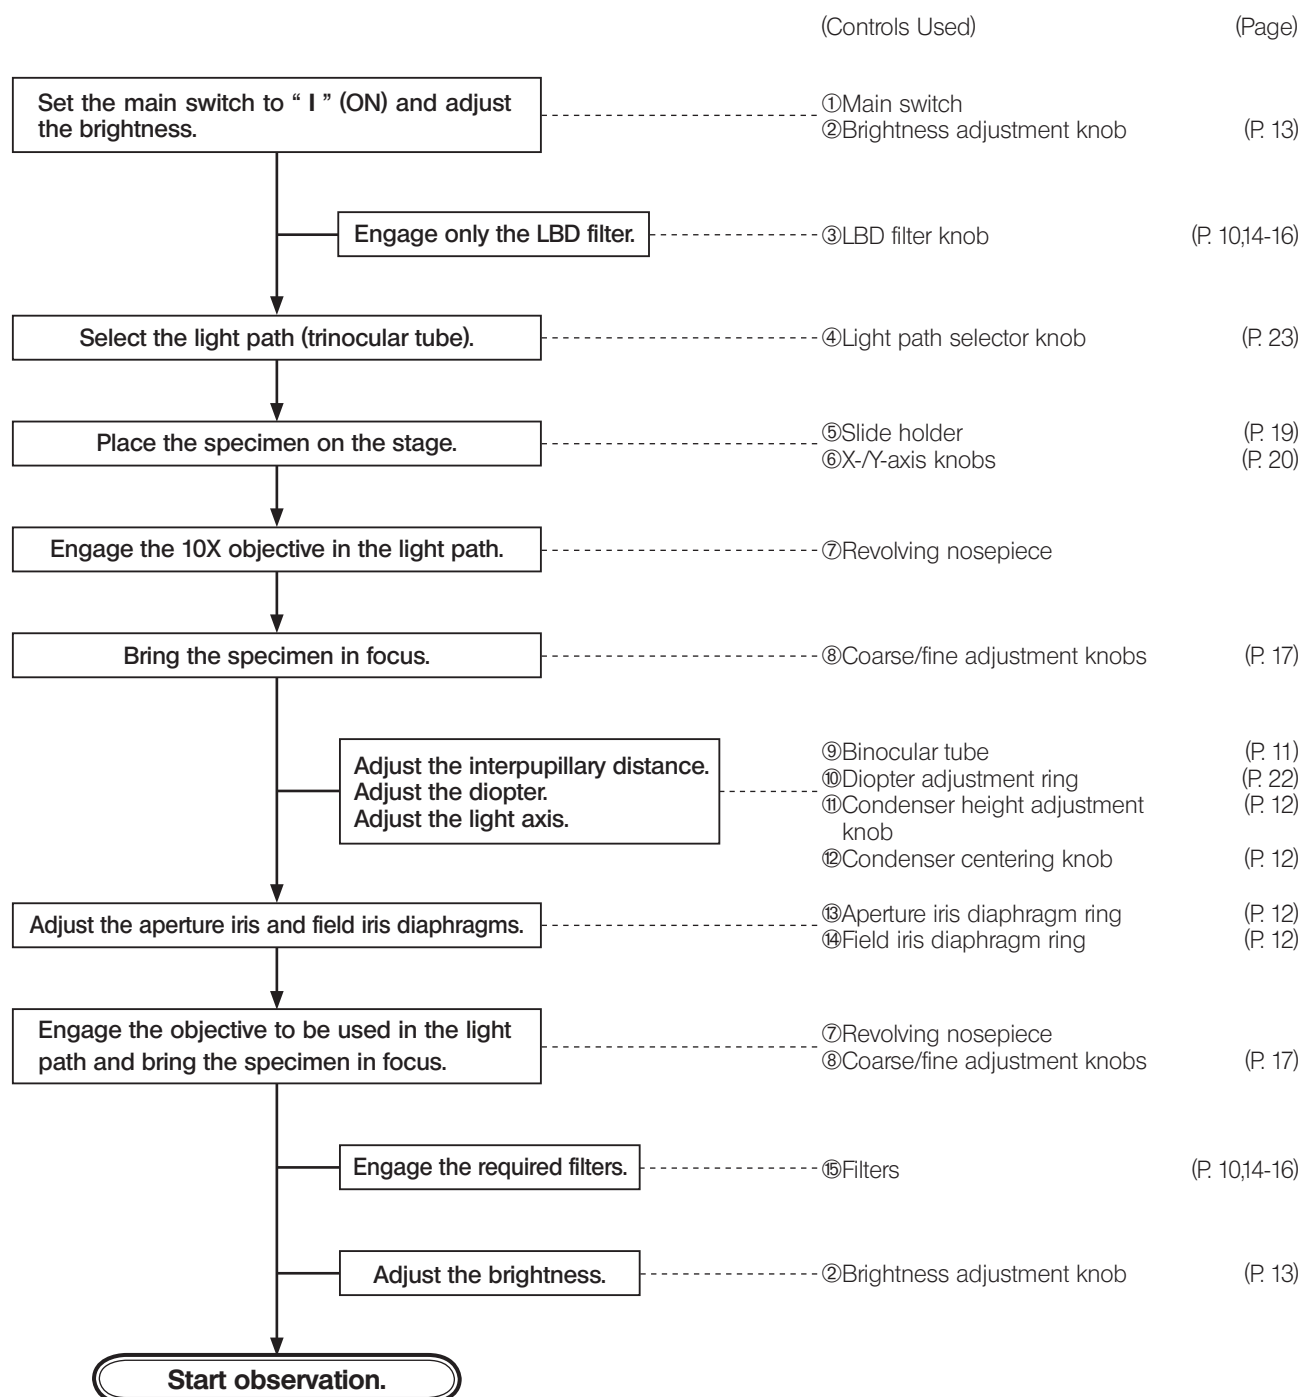 (Controls Used) (Page)
Set the main switch to “ I ” (ON) and adjust
the brightness.
①Main switch
②Brightness adjustment knob (P. 13)
Engage only the LBD filter.
③LBD filter knob (P. 10,14-16)
Select the light path (trinocular tube).
④Light path selector knob (P. 23)
Place the specimen on the stage.
⑤Slide holder (P. 19)
⑥X-/Y-axis knobs (P. 20)
Engage the 10X objective in the light path.
⑦Revolving nosepiece
Bring the specimen in focus.
⑧Coarse/fine adjustment knobs (P. 17)
Adjust the interpupillary distance.
Adjust the diopter.
Adjust the light axis.
⑨Binocular tube (P. 11)
⑩Diopter adjustment ring (P. 22)
⑪Condenser height adjustment (P. 12)
knob
⑫Condenser centering knob (P. 12)
Adjust the aperture iris and field iris diaphragms.
⑬Aperture iris diaphragm ring (P. 12)
⑭Field iris diaphragm ring (P. 12)
Engage the objective to be used in the light
path and bring the specimen in focus.
⑦Revolving nosepiece
⑧Coarse/fine adjustment knobs (P. 17)
Engage the required filters.
⑮Filters (P. 10,14-16)
Adjust the brightness.
②Brightness adjustment knob (P. 13)
Start observation.